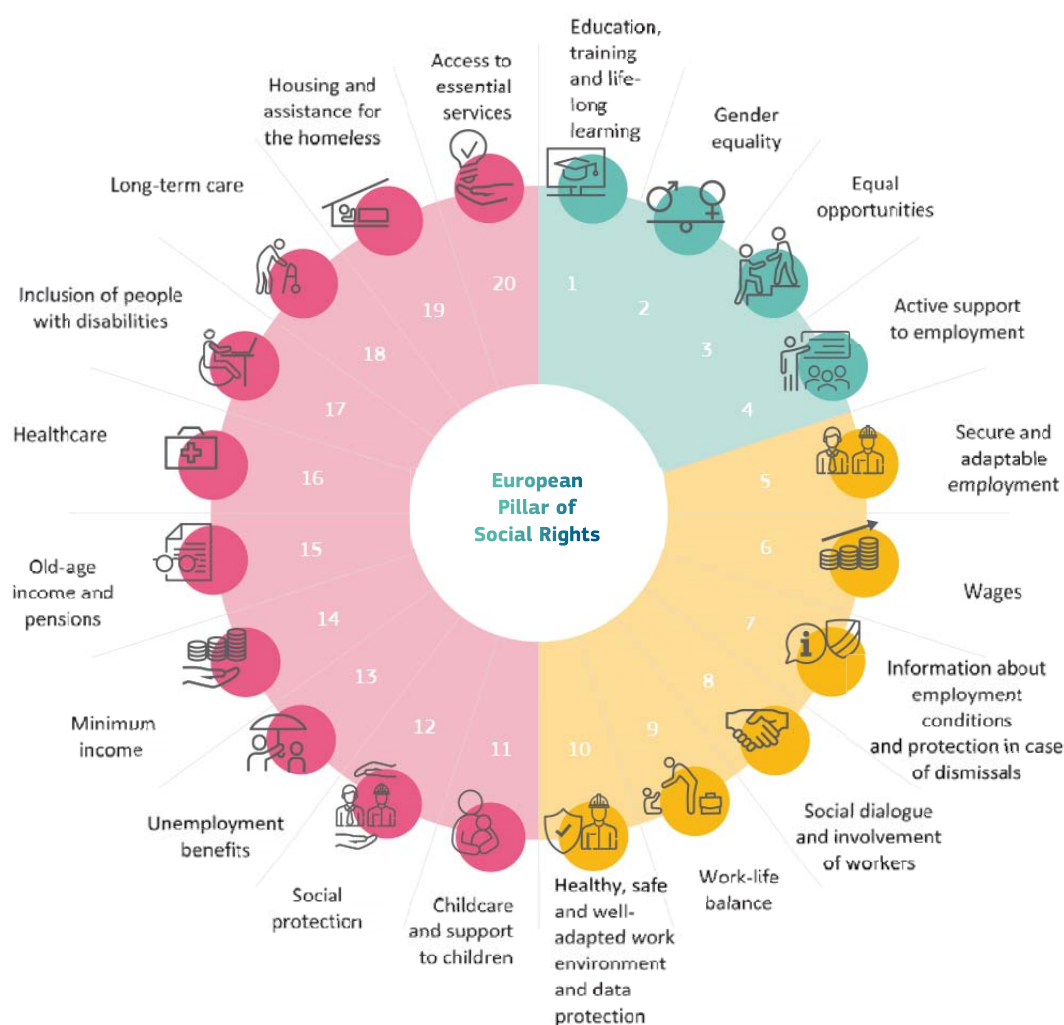 Education,
training
and life-
long
learning
Gender
equality
Equal
opportunities
Active support
to employment
Secure and
adaptable
employment
Wages
Information about
employment
conditions
and protection in case
of dismissals
Social dialogue
and involvement
of workers
Work-life
balance
Healthy, safe
and well-
adapted work
environment
and data
protection
Childcare
and support
to children
Social
protection
Unemployment
benefits
Minimum
income
Old-age
income and
pensions
Healthcare
Inclusion of people
with disabilities
Long-term care
Housing and
assistance for
the homeless
Access to
essential
services
1
2
3
4
5
6
7
8
9
10
11
12
13
14
15
16
17
18
19
20
European
Pillar of
Social Rights
i